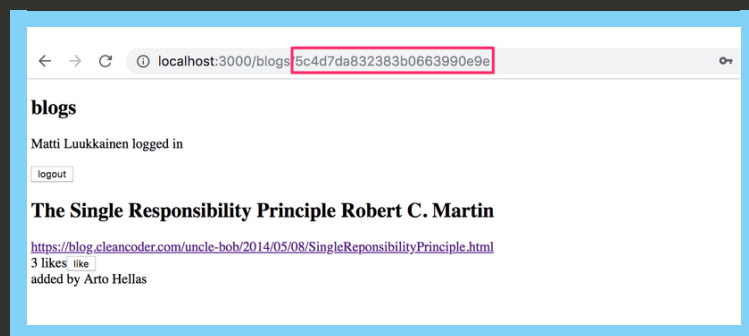 localhost:3000/blogs/5c4d7da832383b0663990e9e
blogs
Matti Luukkainen logged in
logout
The Single Responsibility Principle Robert C. Martin
https://blog.cleancoder.com/uncle-bob/2014/05/08/SingleReponsibilityPrinciple.html
3 likes like
added by Arto Hellas